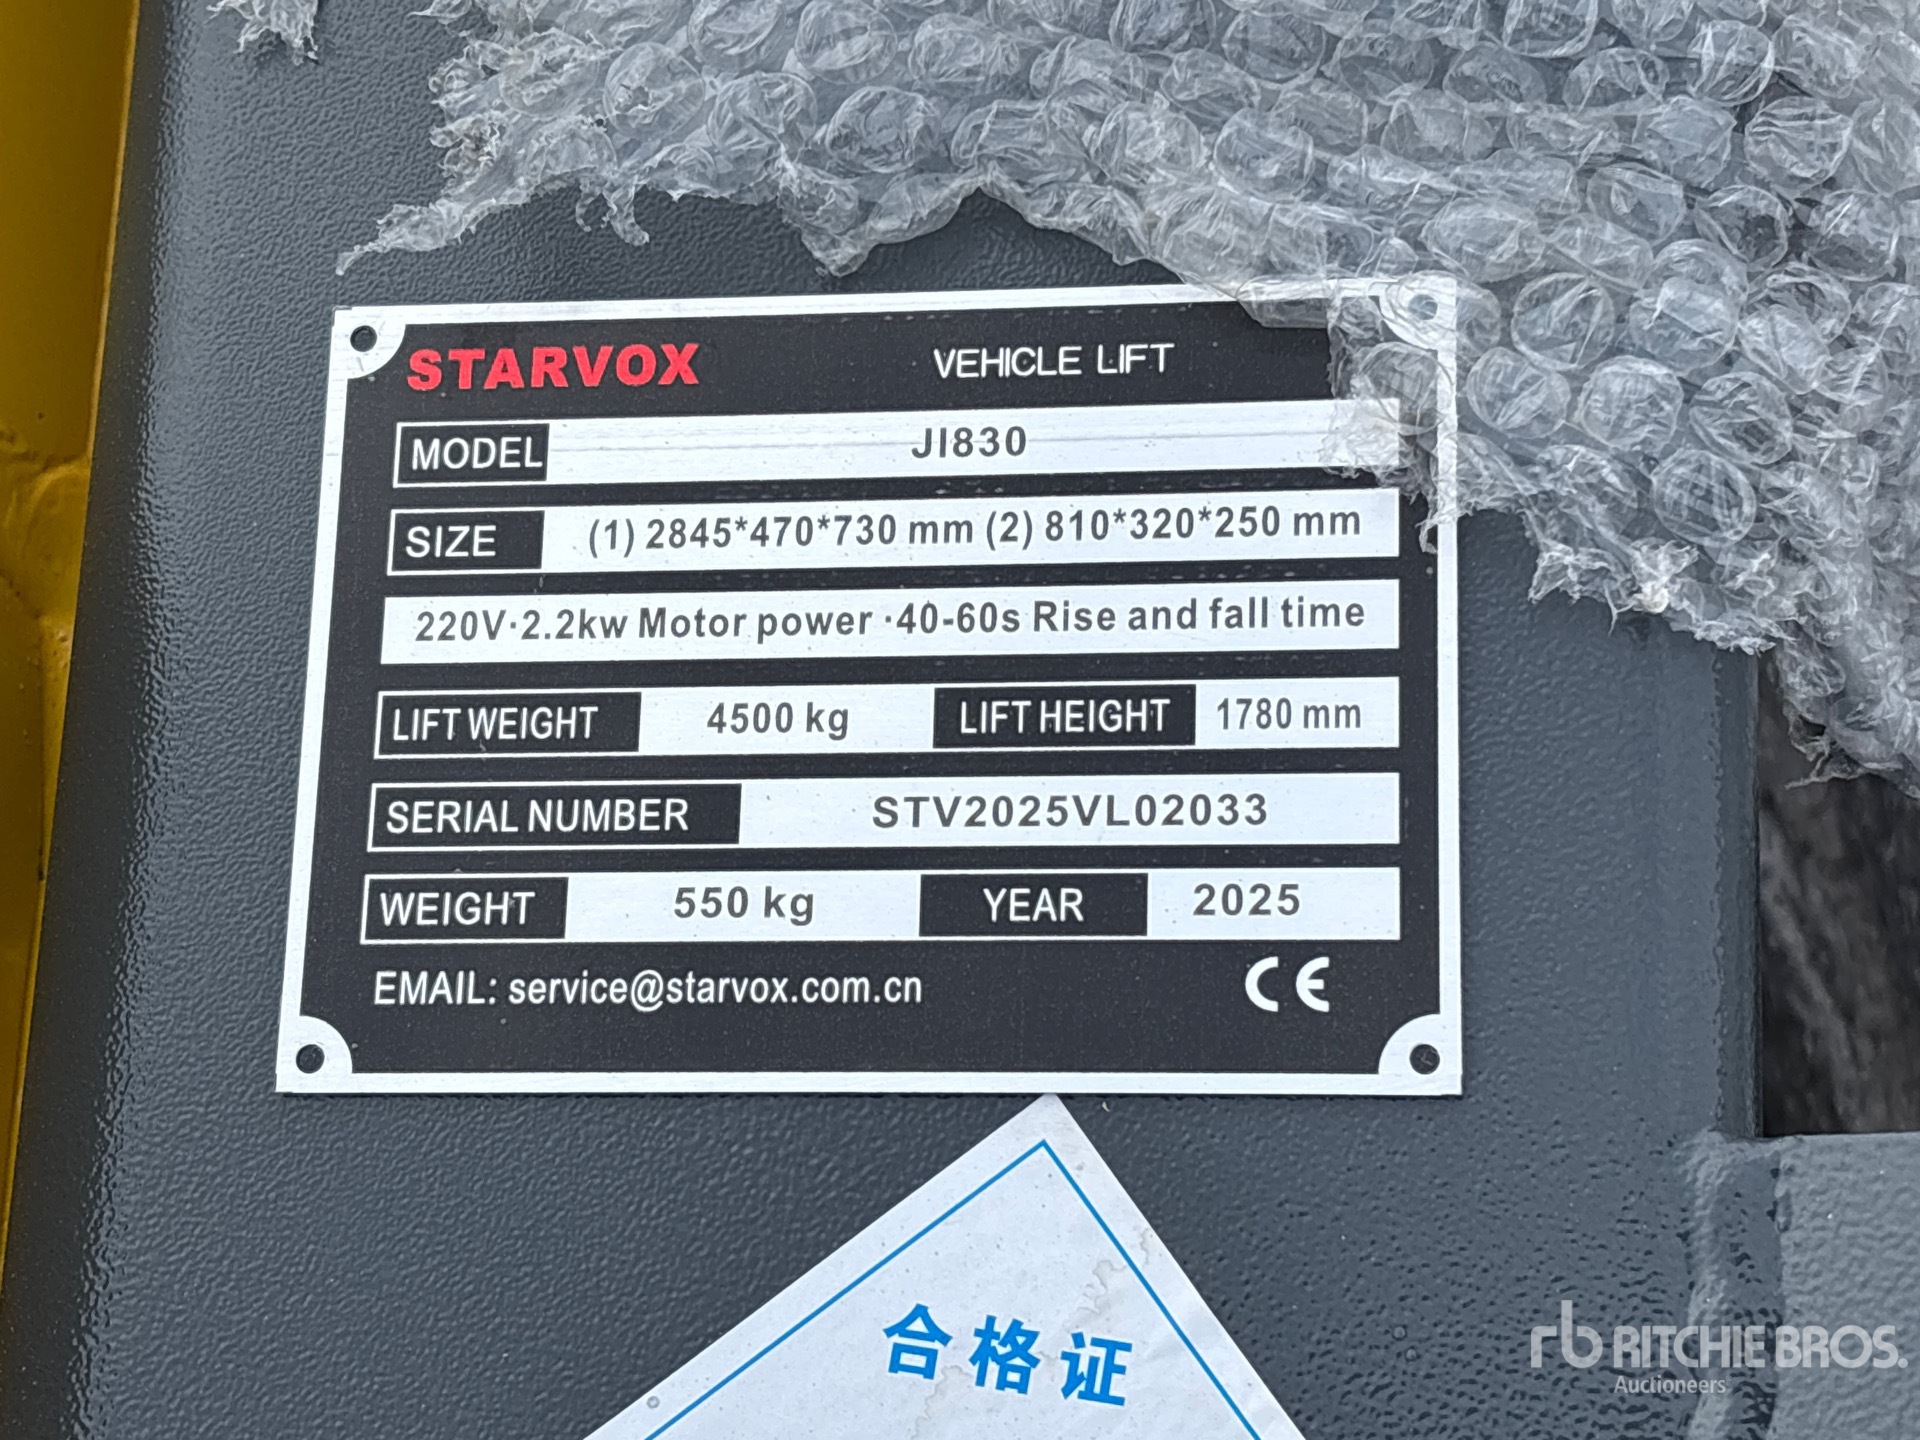 STARVOX VEHICLE LIFT
MODEL JI830
SIZE (1) 2845*470*730 mm (2) 810*320*250 mm
220V·2.2kw Motor power ·40-60s Rise and fall time
LIFT WEIGHT 4500 kg LIFT HEIGHT 1780 mm
SERIAL NUMBER STV2025VL02033
WEIGHT 550 kg YEAR 2025
EMAIL: service@starvox.com.cn CE
合格证
rb RITCHIE BROS.
Auctioneers